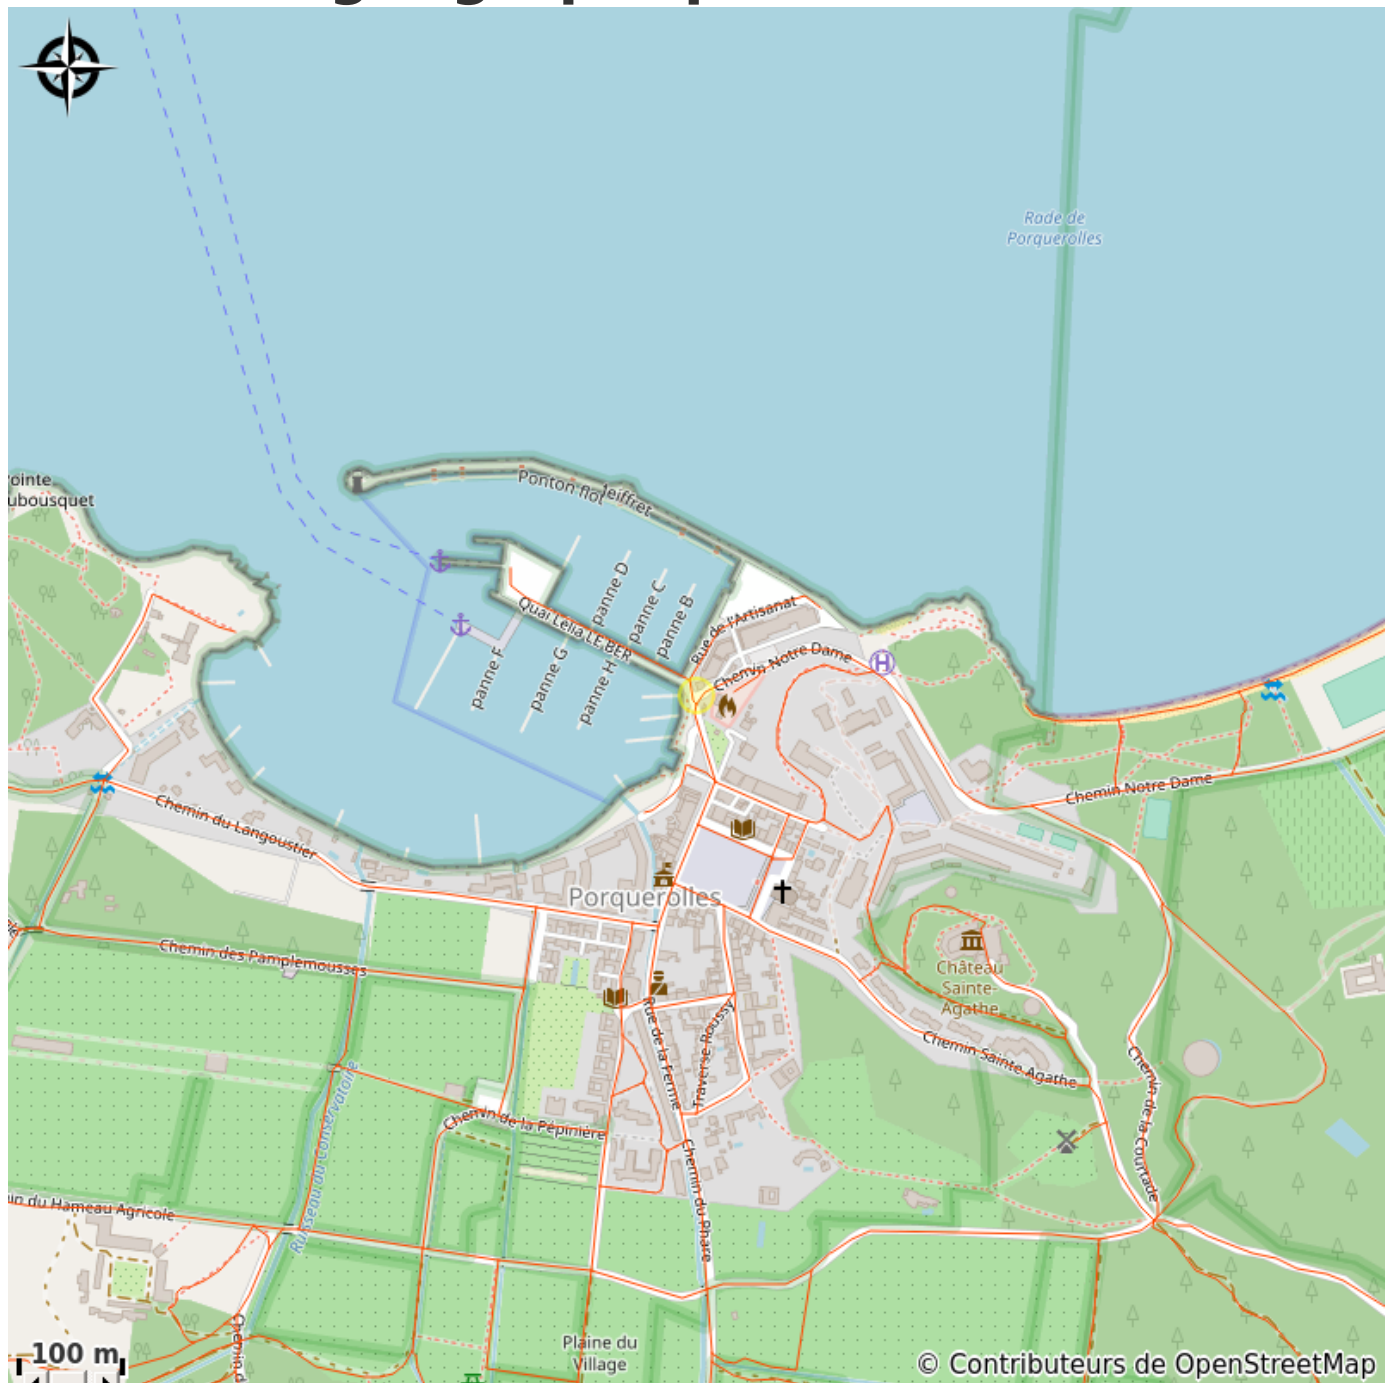 Rade de
Porquerolles
ointe
ubousquet
Ponton flot
Jeiffret
panne D
panne C
panne B
Quai Lélia LE BER
Rue de l'Artisanat
Chemin Notre Dame
H
panne F
panne G
panne H
Chemin Notre Dame
Chemin du Langoustier
Porquerolles
Chemin des Pamplemousses
Château
Sainte-
Agathe
Rue de la Ferme
Traverse Roussy
Chemin Sainte Agathe
Chemin de la Courtade
Ruisseau du Conservatoire
Chemin de la Pépinière
Chemin du Phare
in du Hameau Agricole
Chemin d
Plaine du
Village
100 m
© Contributeurs de OpenStreetMap